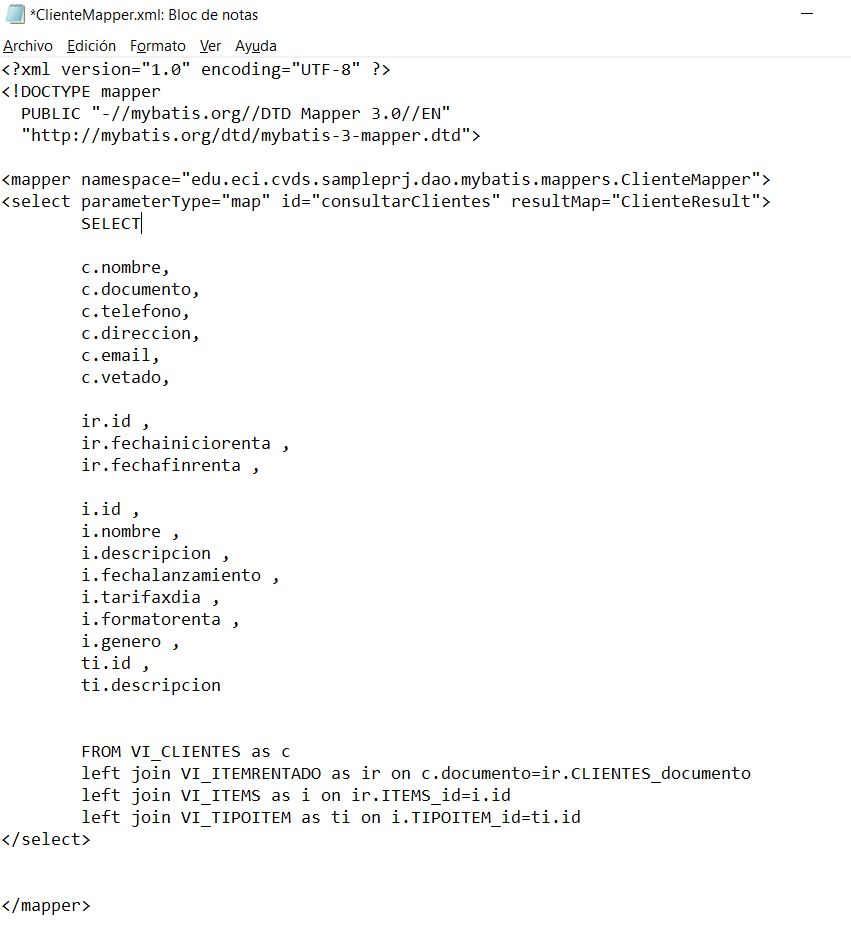 *ClienteMapper.xml: Bloc de notas
Archivo Edición Formato Ver Ayuda
<?xml version="1.0" encoding="UTF-8" ?>
<!DOCTYPE mapper
  PUBLIC "-//mybatis.org//DTD Mapper 3.0//EN"
  "http://mybatis.org/dtd/mybatis-3-mapper.dtd">
<mapper namespace="edu.eci.cvds.sampleprj.dao.mybatis.mappers.ClienteMapper">
<select parameterType="map" id="consultarClientes" resultMap="ClienteResult">
        SELECT
        c.nombre,
        c.documento,
        c.telefono,
        c.direccion,
        c.email,
        c.vetado,
        ir.id ,
        ir.fechainiciorenta ,
        ir.fechafinrenta ,
        i.id ,
        i.nombre ,
        i.descripcion ,
        i.fechalanzamiento ,
        i.tarifaxdia ,
        i.formatorenta ,
        i.genero ,
        ti.id ,
        ti.descripcion
        FROM VI_CLIENTES as c
        left join VI_ITEMRENTADO as ir on c.documento=ir.CLIENTES_documento
        left join VI_ITEMS as i on ir.ITEMS_id=i.id
        left join VI_TIPOITEM as ti on i.TIPOITEM_id=ti.id
</select>
</mapper>